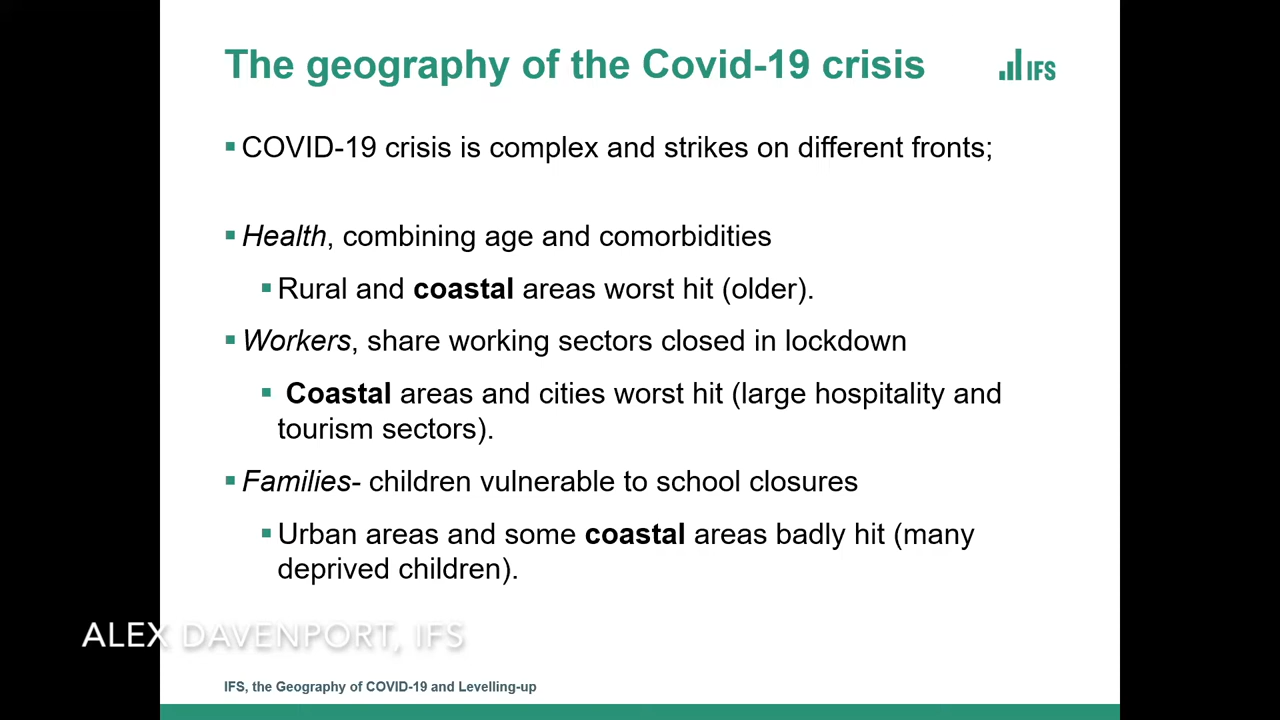 The geography of the Covid-19 crisis
IFS
COVID-19 crisis is complex and strikes on different fronts;
Health, combining age and comorbidities
Rural and coastal areas worst hit (older).
Workers, share working sectors closed in lockdown
Coastal areas and cities worst hit (large hospitality and
tourism sectors).
Families- children vulnerable to school closures
Urban areas and some coastal areas badly hit (many
deprived children).
ALEX DAVENPORT, IFS
IFS, the Geography of COVID-19 and Levelling-up